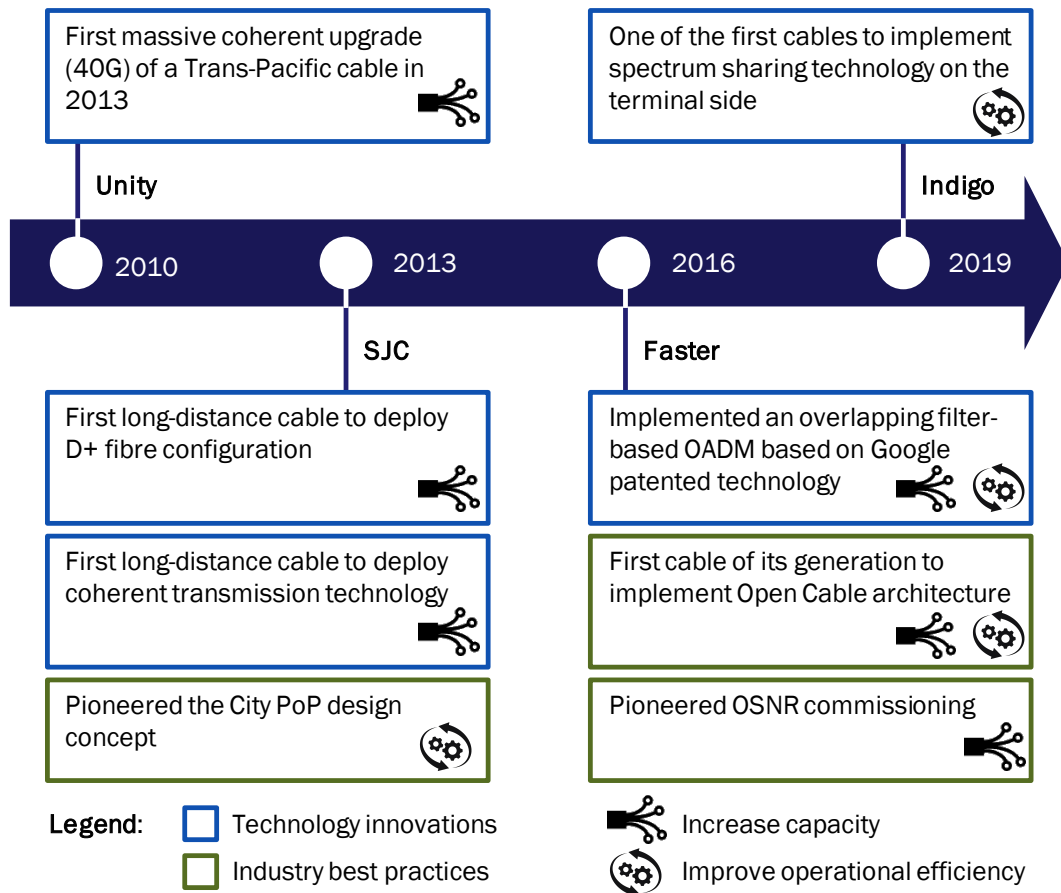 First massive coherent upgrade
(40G) of a Trans-Pacific cable in
2013
One of the first cables to implement
spectrum sharing technology on the
terminal side
Unity
Indigo
2010
2013
2016
2019
SJC
Faster
First long-distance cable to deploy
D+ fibre configuration
First long-distance cable to deploy
coherent transmission technology
Pioneered the City PoP design
concept
Implemented an overlapping filter-
based OADM based on Google
patented technology
First cable of its generation to
implement Open Cable architecture
Pioneered OSNR commissioning
Legend:
Technology innovations
Industry best practices
Increase capacity
Improve operational efficiency